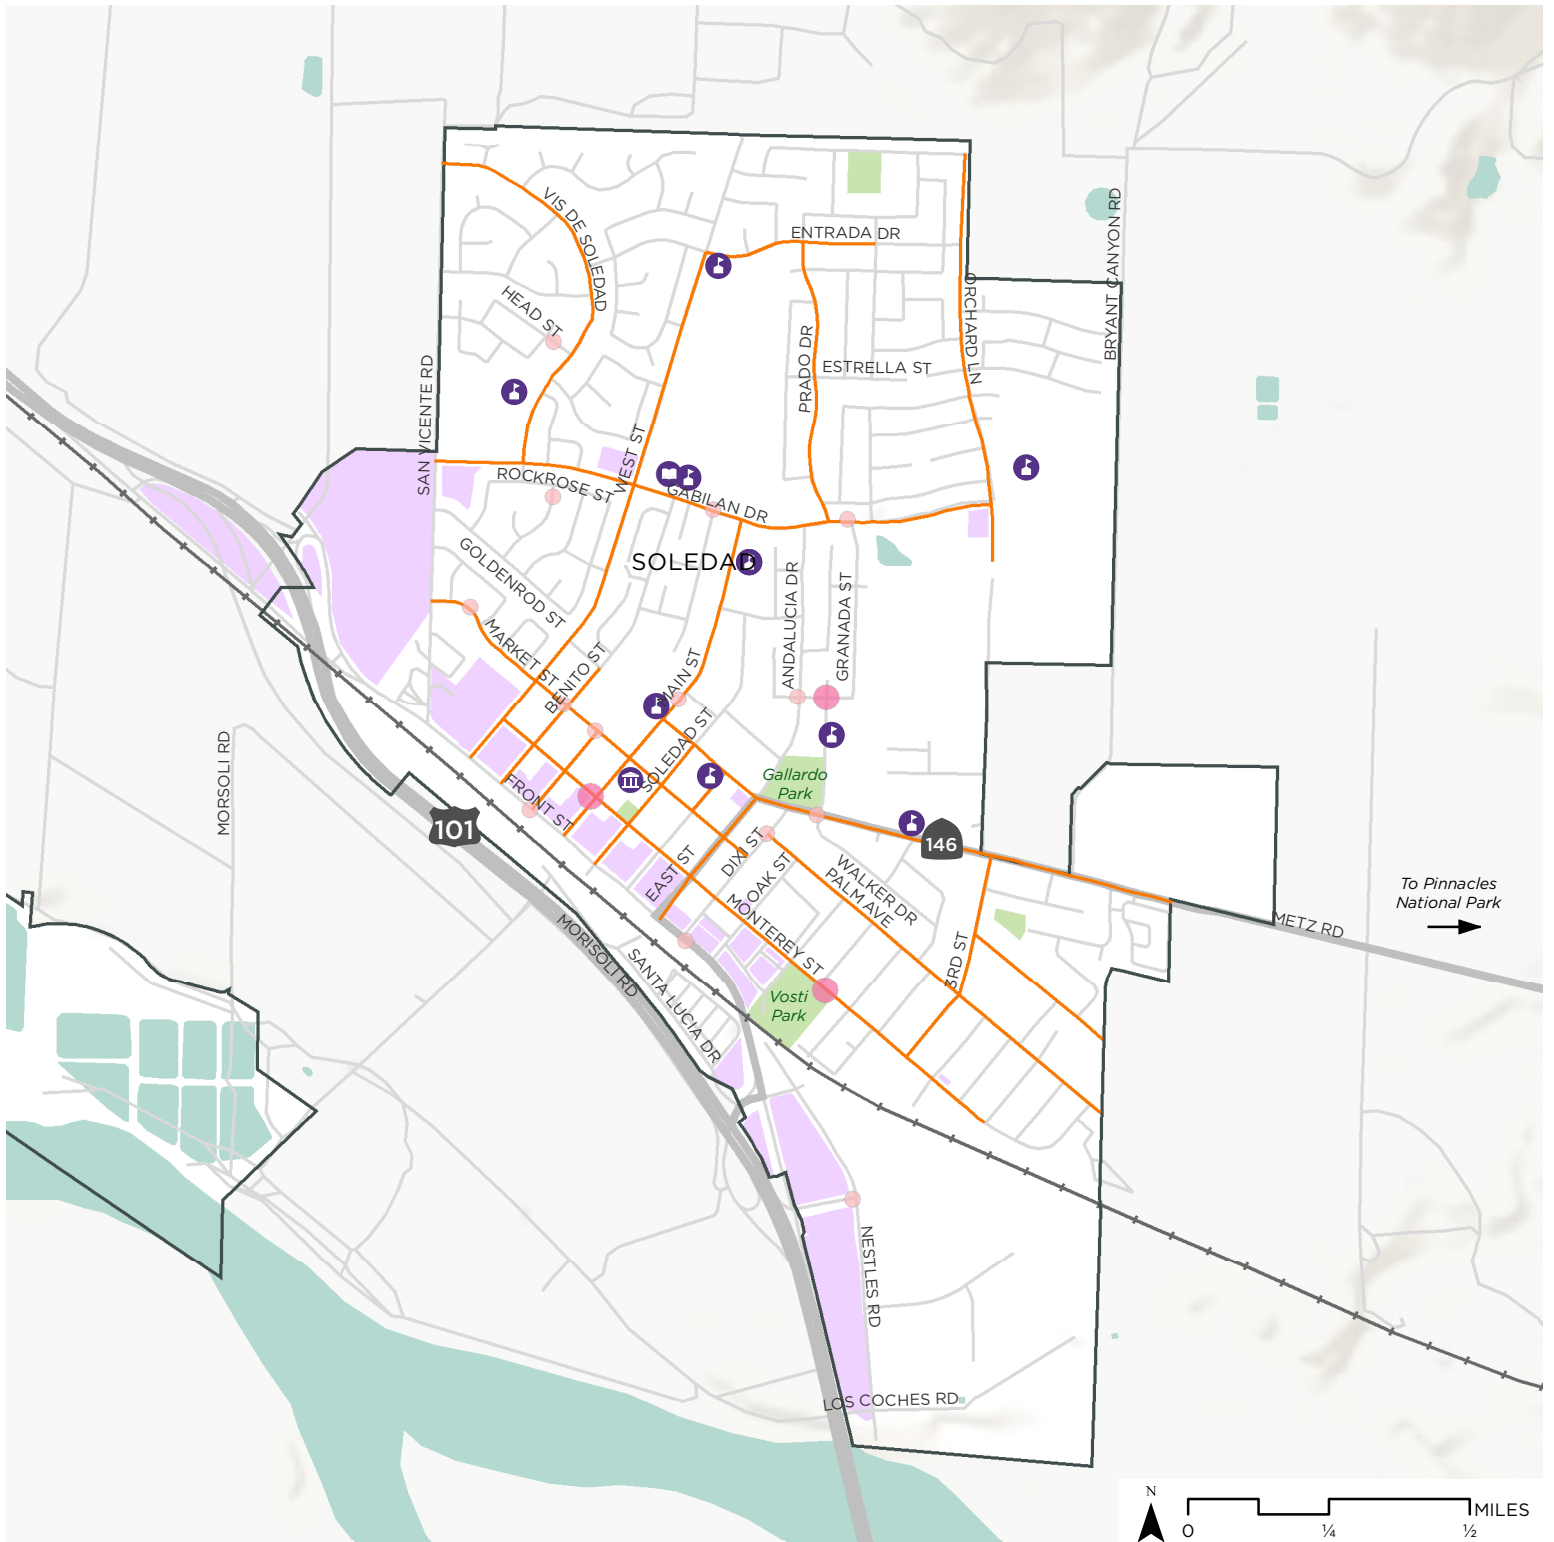 VIS DE SOLEDAD
ENTRADA DR
BRYANT CANYON RD
HEAD ST
ORCHARD LN
PRADO DR
ESTRELLA ST
SAN VICENTE RD
WEST ST
ROCKROSE ST
GABILAN DR
SOLEDAD
GOLDENROD ST
ANDALUCIA DR
GRANADA ST
MARKET ST
BENITO ST
MAIN ST
SOLEDAD ST
MORSOLI RD
FRONT ST
Gallardo
Park
101
146
EAST ST
DIXI ST
OAK ST
WALKER DR
PALM AVE
MONTEREY ST
To Pinnacles
National Park
METZ RD
MORISOLI RD
SANTA LUCIA DR
3RD ST
Vosti
Park
NESTLES RD
LOS COCHES RD
N
MILES
0
¼
½